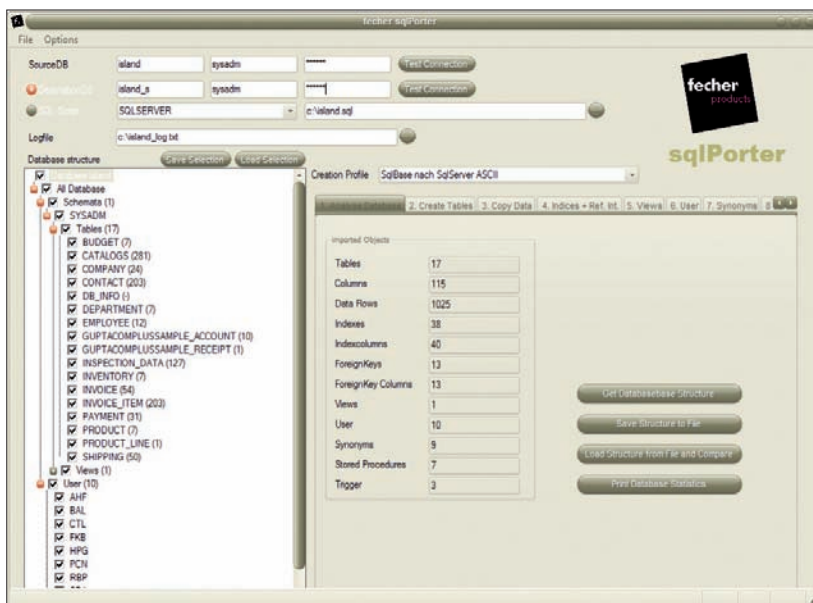 fecher sqlPorter
File Options
SourceDB island sysadm ****** Test Connection
DestinationDB island_s sysadm ****** Test Connection
SQLSERVER c:\island.sql
Logfile c:\island_log.txt
fecher
products
sqlPorter
Database structure Save Selection Load Selection
Creation Profile SqlBase nach SqlServer ASCII
1. Analyse Database 2. Create Tables 3. Copy Data 4. Indices + Ref. Int. 5. Views 6. User 7. Synonyms 8
All Database
Schemata (1)
SYSADM
Tables (17)
BUDGET (7)
CATALOGS (281)
COMPANY (24)
CONTACT (203)
DB_INFO (-)
DEPARTMENT (7)
EMPLOYEE (12)
GUPTACOMPLUSSAMPLE_ACCOUNT (10)
GUPTACOMPLUSSAMPLE_RECEIPT (1)
INSPECTION_DATA (127)
INVENTORY (7)
INVOICE (54)
INVOICE_ITEM (203)
PAYMENT (31)
PRODUCT (7)
PRODUCT_LINE (1)
SHIPPING (50)
Views (1)
User (10)
AHF
BAL
CTL
FKB
HPG
PCN
RBP
Imported Objects
Tables 17
Columns 115
Data Rows 1025
Indexes 38
Indexcolumns 40
ForeignKeys 13
ForeignKey Columns 13
Views 1
User 10
Synonyms 9
Stored Procedures 7
Trigger 3
Get Databasebase Structure
Save Structure to File
Load Structure from File and Compare
Print Database Statistics